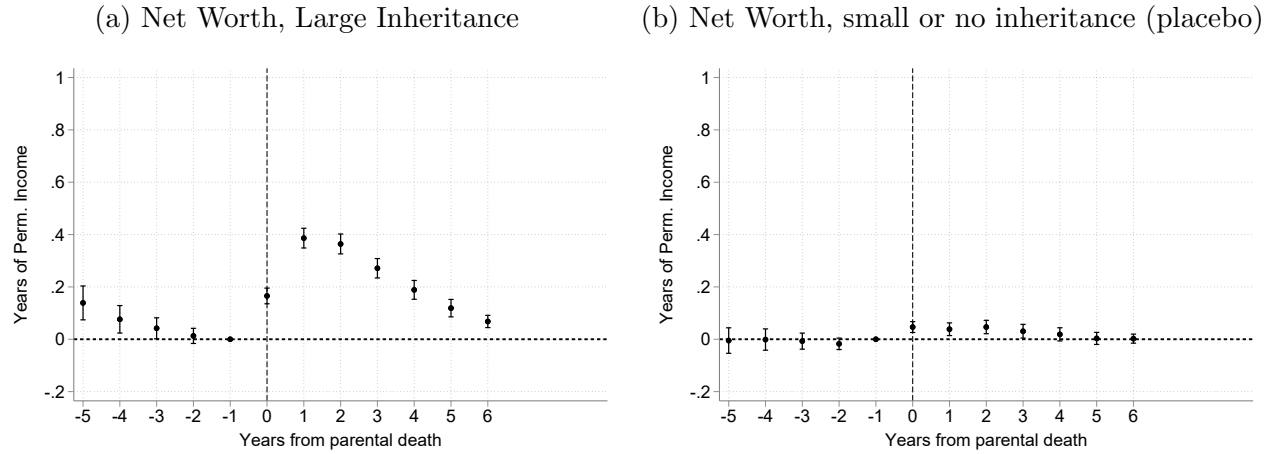 (a) Net Worth, Large Inheritance
Years of Perm. Income
1
.8
.6
.4
.2
0
-.2
-5 -4 -3 -2 -1 0 1 2 3 4 5 6
Years from parental death
(b) Net Worth, small or no inheritance (placebo)
Years of Perm. Income
1
.8
.6
.4
.2
0
-.2
-5 -4 -3 -2 -1 0 1 2 3 4 5 6
Years from parental death